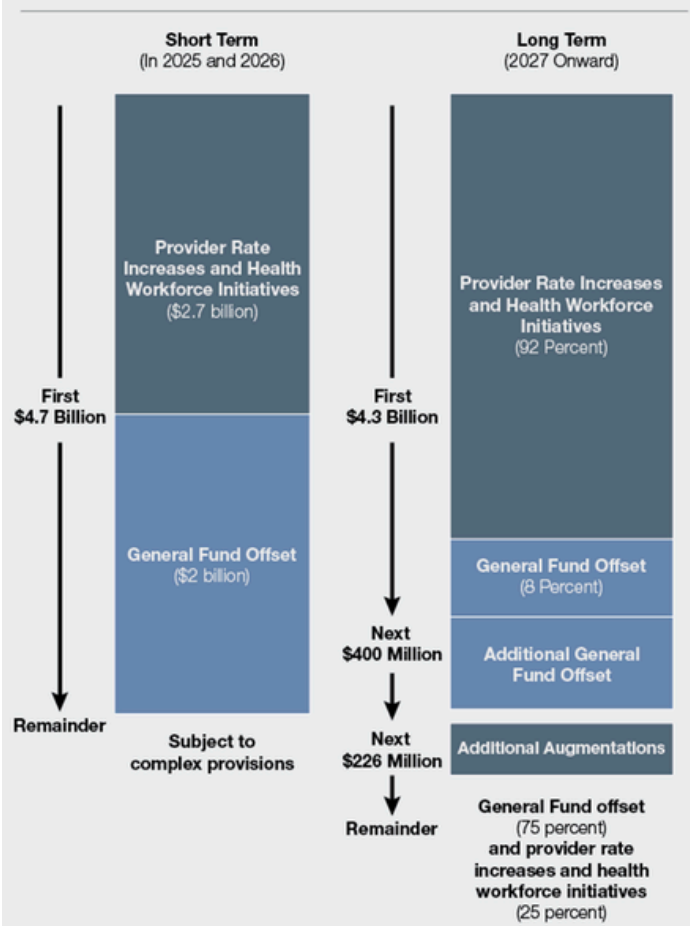 Short Term
(In 2025 and 2026)
Provider Rate
Increases and Health
Workforce Initiatives
($2.7 billion)
First
$4.7 Billion
General Fund Offset
($2 billion)
Remainder
Subject to
complex provisions
Long Term
(2027 Onward)
Provider Rate Increases
and Health Workforce
Initiatives
(92 Percent)
First
$4.3 Billion
General Fund Offset
(8 Percent)
Next
$400 Million
Additional General
Fund Offset
Next
$226 Million
Additional Augmentations
Remainder
General Fund offset
(75 percent)
and provider rate
increases and health
workforce initiatives
(25 percent)